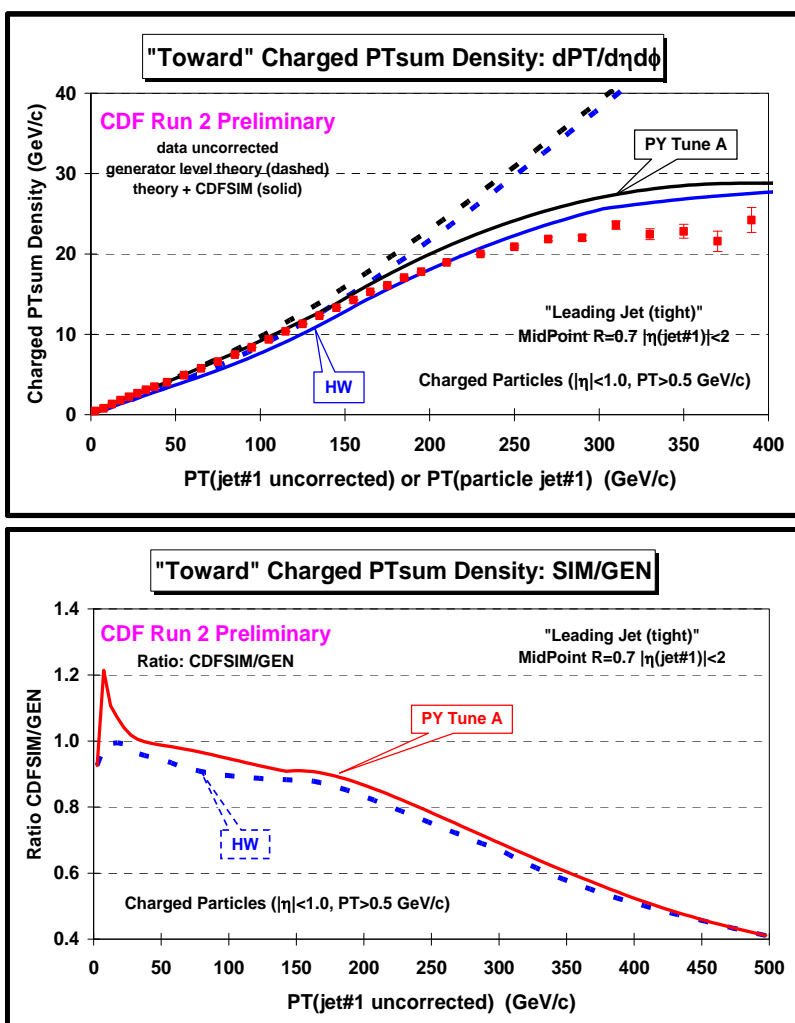 "Toward" Charged PTsum Density: dPT/dηdϕ
CDF Run 2 Preliminary
data uncorrected
generator level theory (dashed)
theory + CDFSIM (solid)
PY Tune A
HW
"Leading Jet (tight)"
MidPoint R=0.7 |η(jet#1)|<2
Charged Particles (|η|<1.0, PT>0.5 GeV/c)
Charged PTsum Density (GeV/c)
40
30
20
10
0
0 50 100 150 200 250 300 350 400
PT(jet#1 uncorrected) or PT(particle jet#1) (GeV/c)
"Toward" Charged PTsum Density: SIM/GEN
CDF Run 2 Preliminary
Ratio: CDFSIM/GEN
"Leading Jet (tight)"
MidPoint R=0.7 |η(jet#1)|<2
PY Tune A
HW
Charged Particles (|η|<1.0, PT>0.5 GeV/c)
Ratio CDFSIM/GEN
1.4
1.2
1.0
0.8
0.6
0.4
0 50 100 150 200 250 300 350 400 450 500
PT(jet#1 uncorrected) (GeV/c)